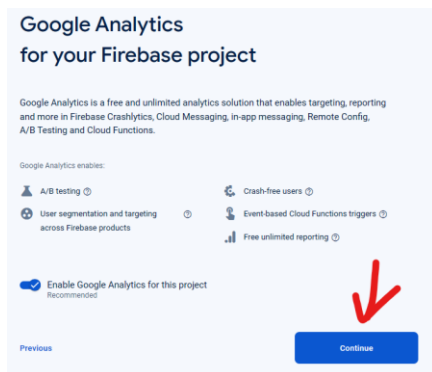 Google Analytics
for your Firebase project
Google Analytics is a free and unlimited analytics solution that enables targeting, reporting
and more in Firebase Crashlytics, Cloud Messaging, in-app messaging, Remote Config,
A/B Testing and Cloud Functions.
Google Analytics enables:
A/B testing
Crash-free users
User segmentation and targeting
across Firebase products
Event-based Cloud Functions triggers
Free unlimited reporting
Enable Google Analytics for this project
Recommended
Previous
Continue